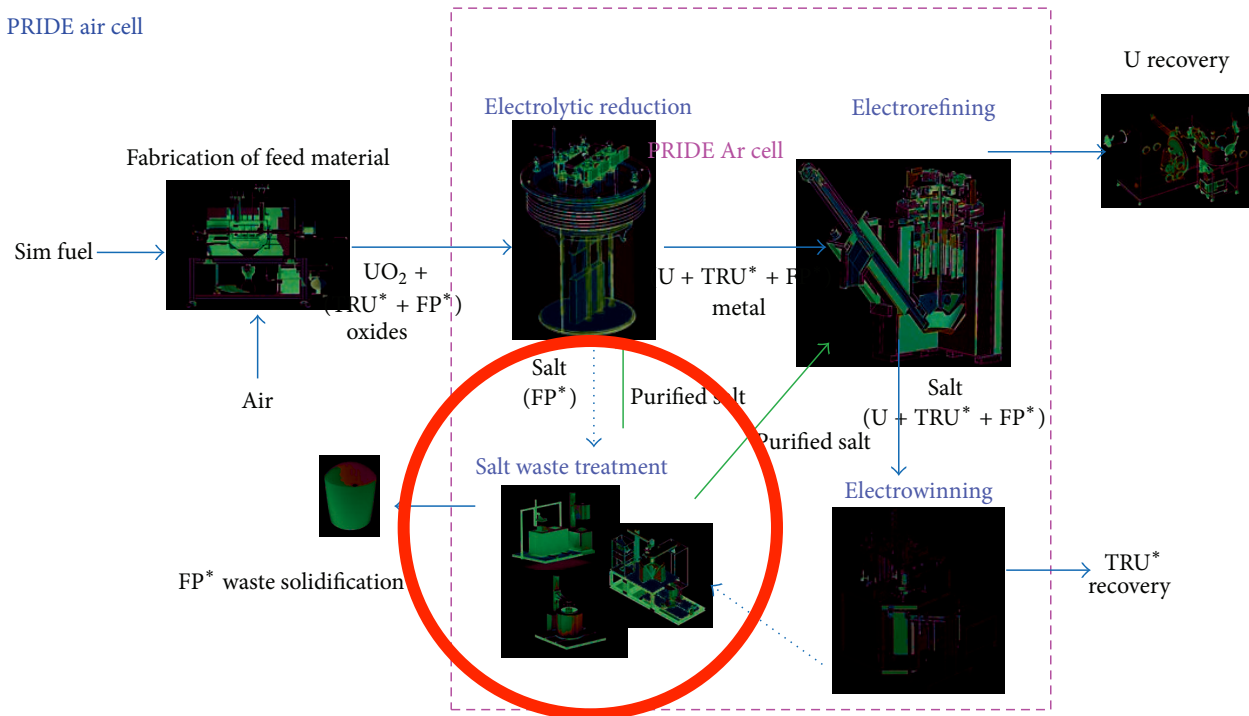 PRIDE air cell
U recovery
Electrolytic reduction
Electrorefining
PRIDE Ar cell
Fabrication of feed material
Sim fuel
UO₂ +
(TRU* + FP*)
oxides
U + TRU* + FP*
metal
Air
Salt
(FP*)
Purified salt
Salt
(U + TRU* + FP*)
Purified salt
Salt waste treatment
Electrowinning
FP* waste solidification
TRU*
recovery